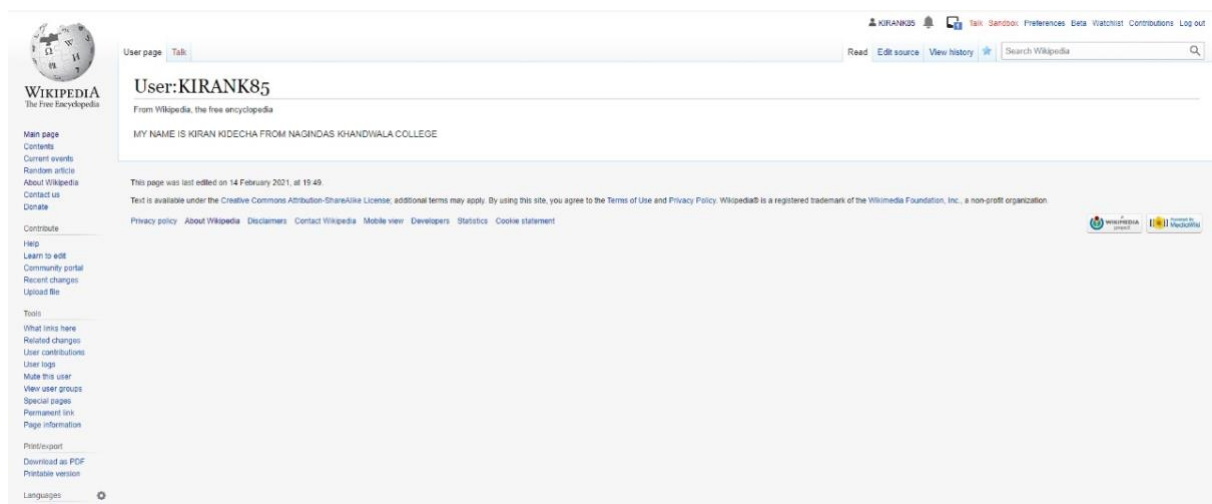 KIRANK85 Talk Sandbox Preferences Beta Watchlist Contributions Log out
User page Talk
Read Edit source View history Search Wikipedia
WIKIPEDIA
The Free Encyclopedia
User:KIRANK85
From Wikipedia, the free encyclopedia
MY NAME IS KIRAN KIDECHA FROM NAGINDAS KHANDWALA COLLEGE
This page was last edited on 14 February 2021, at 19:49.
Text is available under the Creative Commons Attribution-ShareAlike License; additional terms may apply. By using this site, you agree to the Terms of Use and Privacy Policy. Wikipedia® is a registered trademark of the Wikimedia Foundation, Inc., a non-profit organization.
Privacy policy About Wikipedia Disclaimers Contact Wikipedia Mobile view Developers Statistics Cookie statement
A WIKIMEDIA project
Powered By MediaWiki
Main page
Contents
Current events
Random article
About Wikipedia
Contact us
Donate
Contribute
Help
Learn to edit
Community portal
Recent changes
Upload file
Tools
What links here
Related changes
User contributions
User logs
Mute this user
View user groups
Special pages
Permanent link
Page information
Print/export
Download as PDF
Printable version
Languages